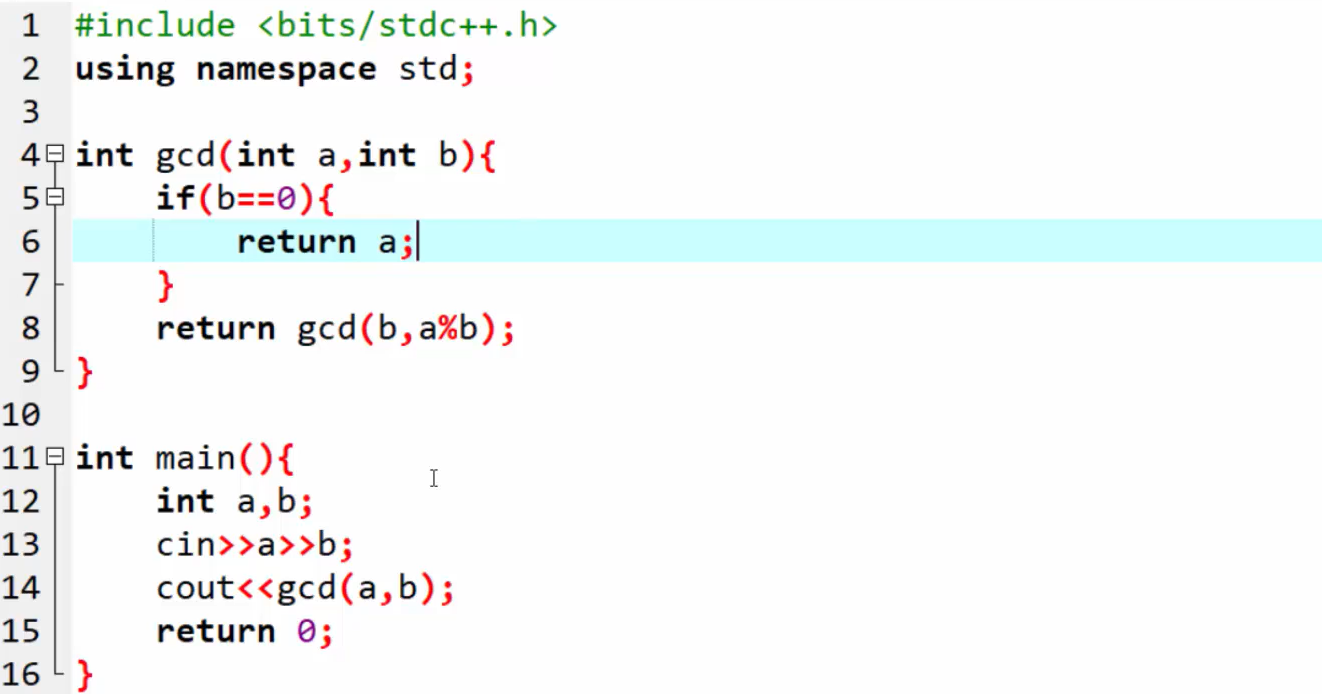 1 #include <bits/stdc++.h>
2 using namespace std;
3
4 int gcd(int a,int b){
5     if(b==0){
6         return a;
7     }
8     return gcd(b,a%b);
9 }
10
11 int main(){
12     int a,b;
13     cin>>a>>b;
14     cout<<gcd(a,b);
15     return 0;
16 }